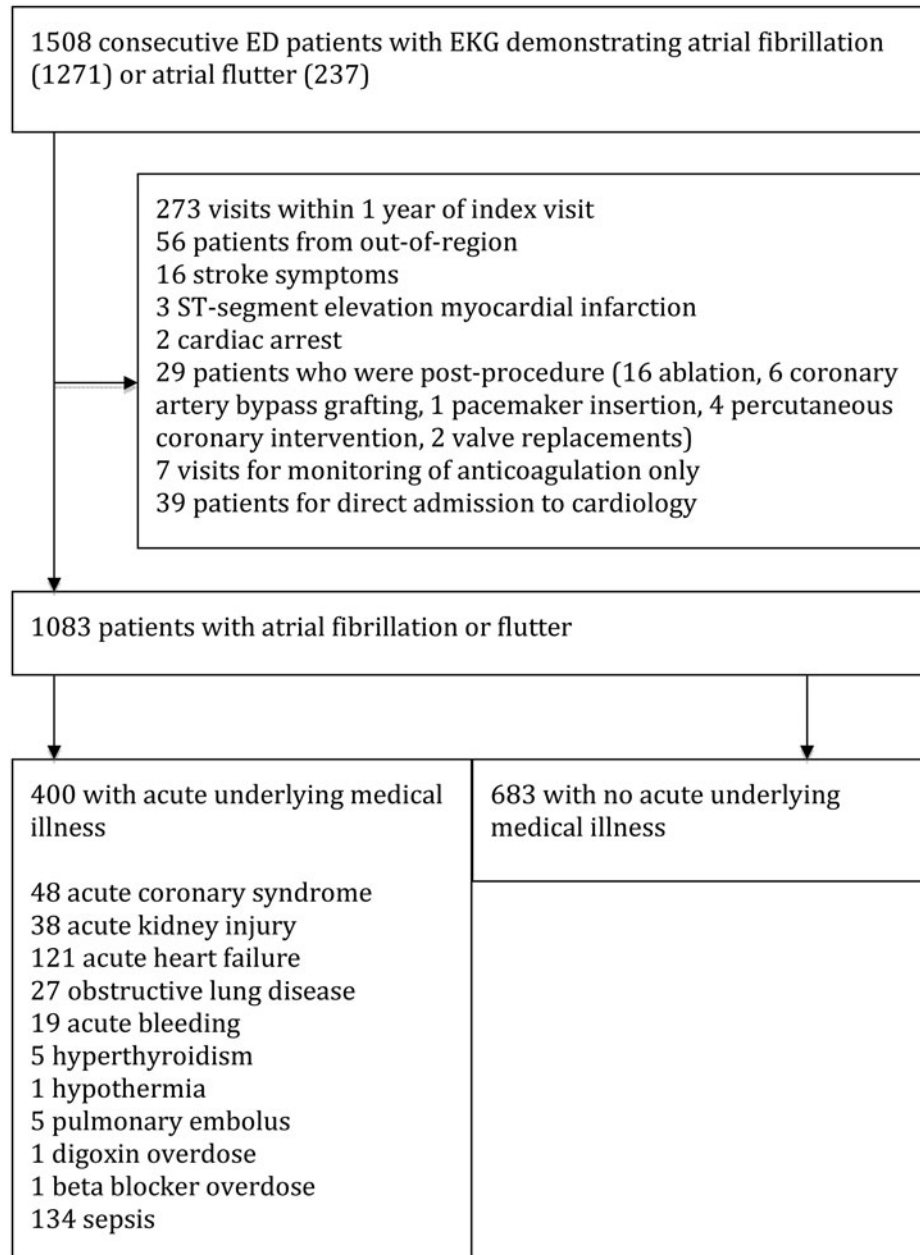 1508 consecutive ED patients with EKG demonstrating atrial fibrillation
(1271) or atrial flutter (237)
273 visits within 1 year of index visit
56 patients from out-of-region
16 stroke symptoms
3 ST-segment elevation myocardial infarction
2 cardiac arrest
29 patients who were post-procedure (16 ablation, 6 coronary
artery bypass grafting, 1 pacemaker insertion, 4 percutaneous
coronary intervention, 2 valve replacements)
7 visits for monitoring of anticoagulation only
39 patients for direct admission to cardiology
1083 patients with atrial fibrillation or flutter
400 with acute underlying medical
illness
48 acute coronary syndrome
38 acute kidney injury
121 acute heart failure
27 obstructive lung disease
19 acute bleeding
5 hyperthyroidism
1 hypothermia
5 pulmonary embolus
1 digoxin overdose
1 beta blocker overdose
134 sepsis
683 with no acute underlying
medical illness